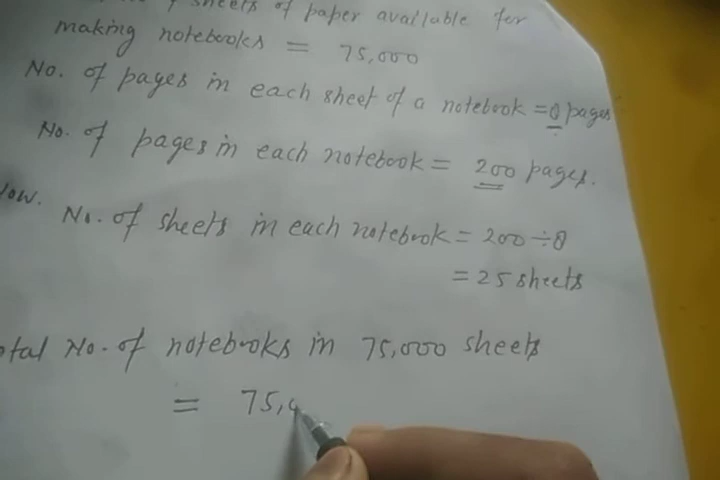 sheets of paper available for
making notebooks = 75,000
No. of pages in each sheet of a notebook = 8 pages
No. of pages in each notebook = 200 pages.
Now.
No. of sheets in each notebook = 200 ÷ 8
= 25 sheets
otal No. of notebooks in 75,000 sheets
= 75,